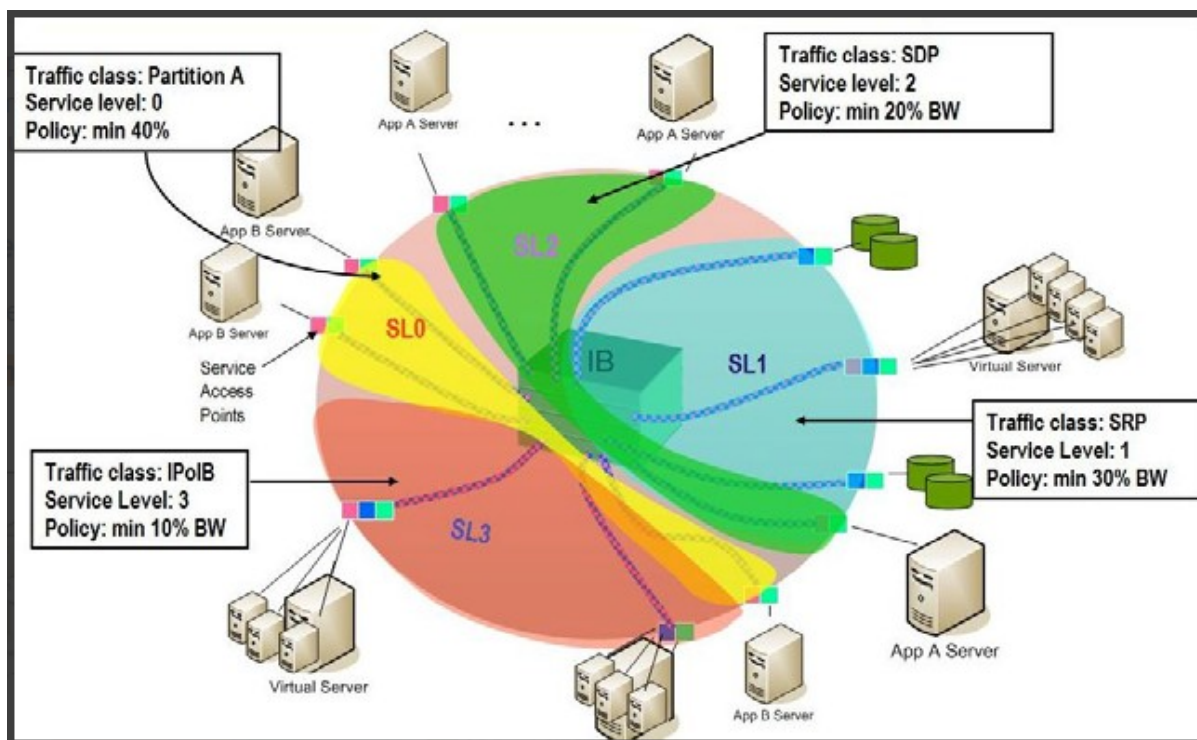 Traffic class: Partition A
Service level: 0
Policy: min 40%
Traffic class: SDP
Service level: 2
Policy: min 20% BW
App A Server
...
App A Server
App B Server
SL2
App B Server
SL0
IB
SL1
Virtual Server
Service
Access
Points
Traffic class: SRP
Service Level: 1
Policy: min 30% BW
Traffic class: IPoIB
Service Level: 3
Policy: min 10% BW
SL3
App A Server
Virtual Server
App B Server